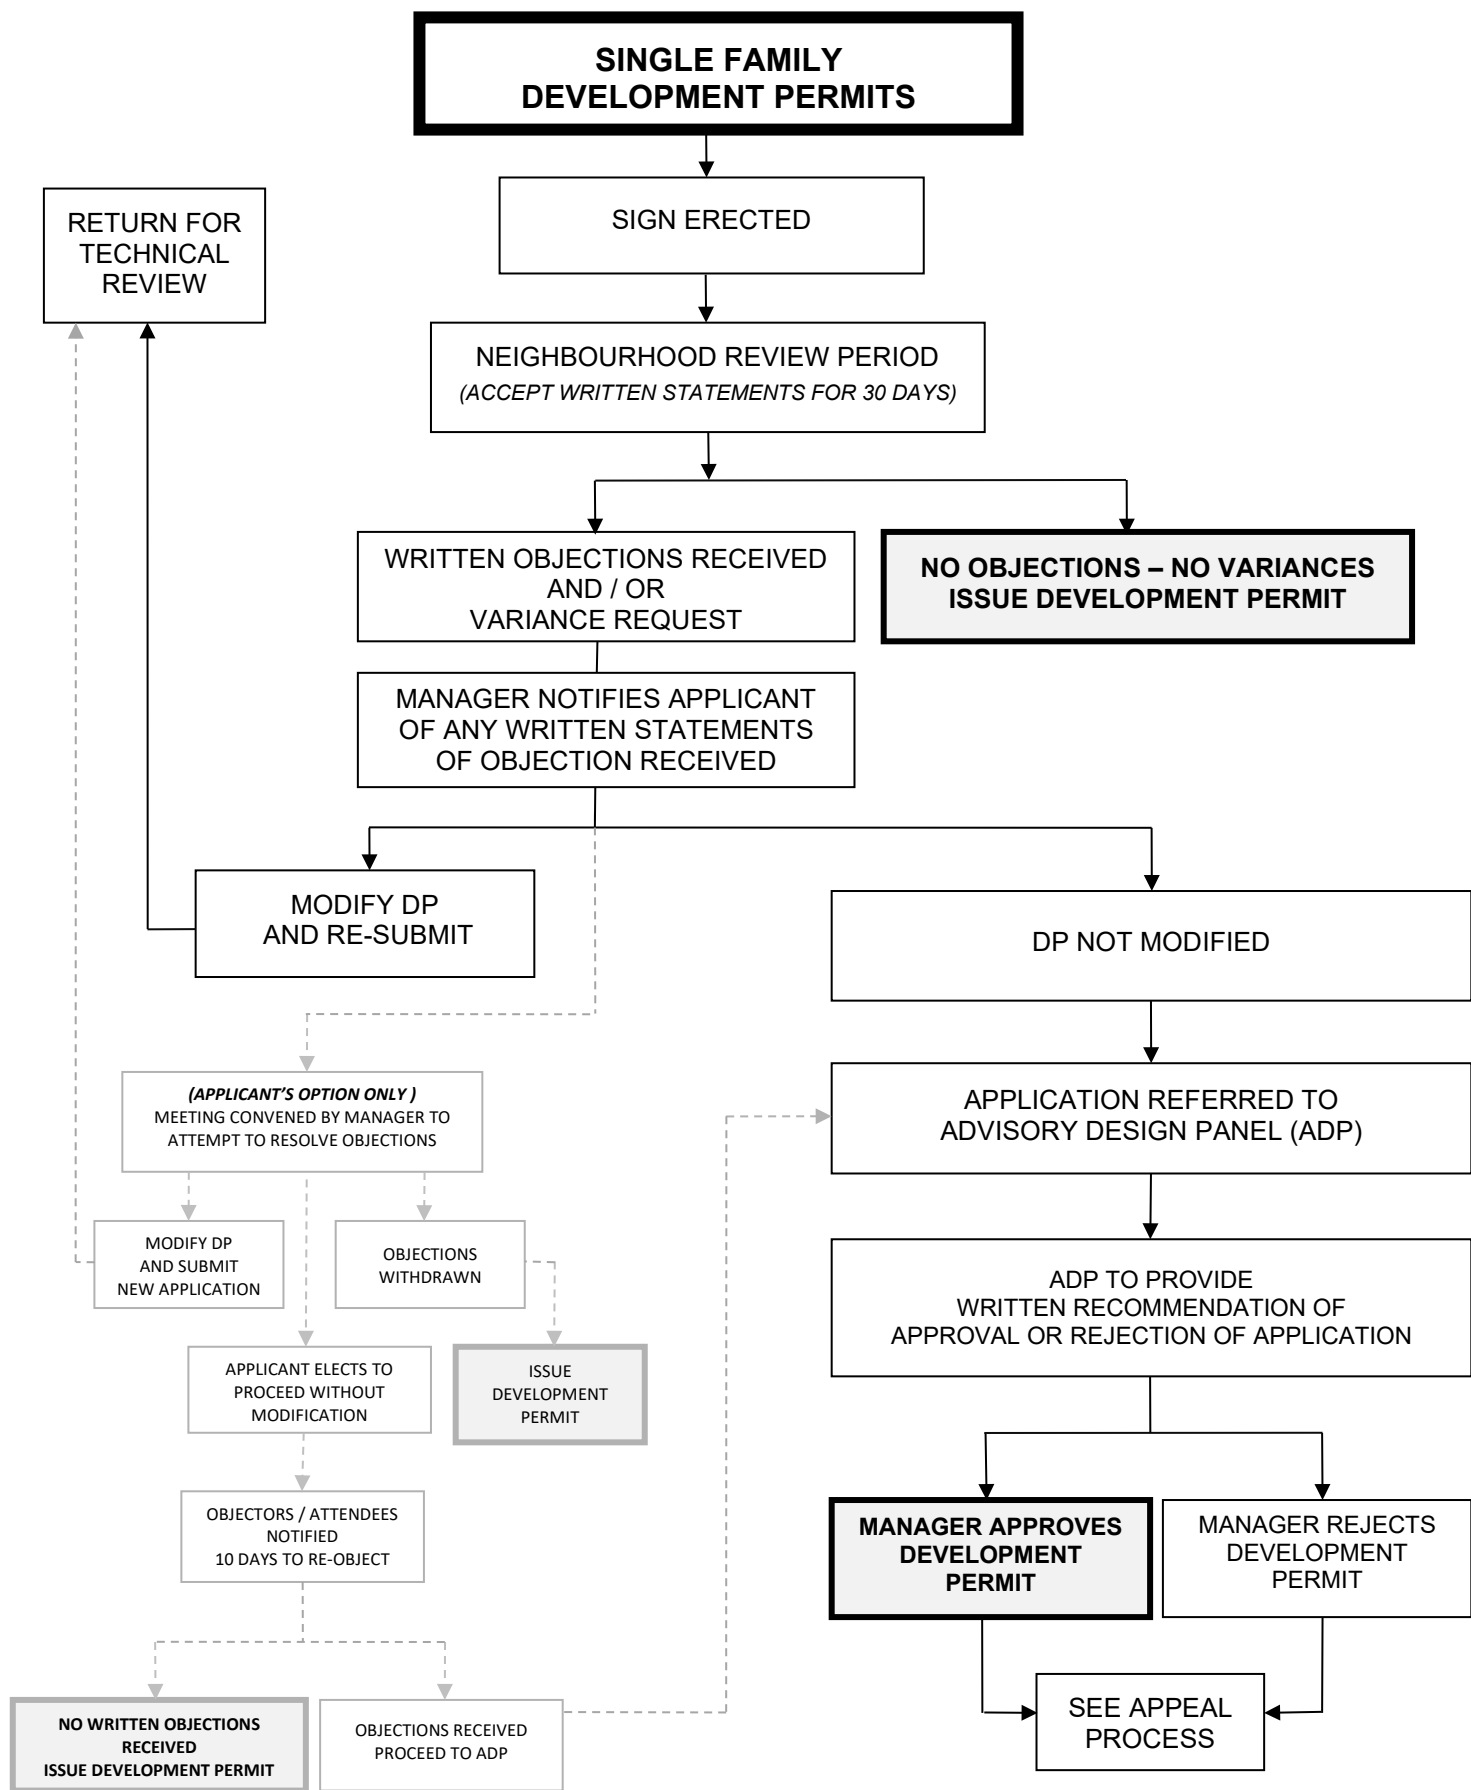 SINGLE FAMILY
DEVELOPMENT PERMITS
RETURN FOR
TECHNICAL
REVIEW
SIGN ERECTED
NEIGHBOURHOOD REVIEW PERIOD
(ACCEPT WRITTEN STATEMENTS FOR 30 DAYS)
WRITTEN OBJECTIONS RECEIVED
AND / OR
VARIANCE REQUEST
NO OBJECTIONS – NO VARIANCES
ISSUE DEVELOPMENT PERMIT
MANAGER NOTIFIES APPLICANT
OF ANY WRITTEN STATEMENTS
OF OBJECTION RECEIVED
MODIFY DP
AND RE-SUBMIT
DP NOT MODIFIED
(APPLICANT'S OPTION ONLY )
MEETING CONVENED BY MANAGER TO
ATTEMPT TO RESOLVE OBJECTIONS
APPLICATION REFERRED TO
ADVISORY DESIGN PANEL (ADP)
MODIFY DP
AND SUBMIT
NEW APPLICATION
OBJECTIONS
WITHDRAWN
ADP TO PROVIDE
WRITTEN RECOMMENDATION OF
APPROVAL OR REJECTION OF APPLICATION
APPLICANT ELECTS TO
PROCEED WITHOUT
MODIFICATION
ISSUE
DEVELOPMENT
PERMIT
OBJECTORS / ATTENDEES
NOTIFIED
10 DAYS TO RE-OBJECT
MANAGER APPROVES
DEVELOPMENT
PERMIT
MANAGER REJECTS
DEVELOPMENT
PERMIT
NO WRITTEN OBJECTIONS
RECEIVED
ISSUE DEVELOPMENT PERMIT
OBJECTIONS RECEIVED
PROCEED TO ADP
SEE APPEAL
PROCESS